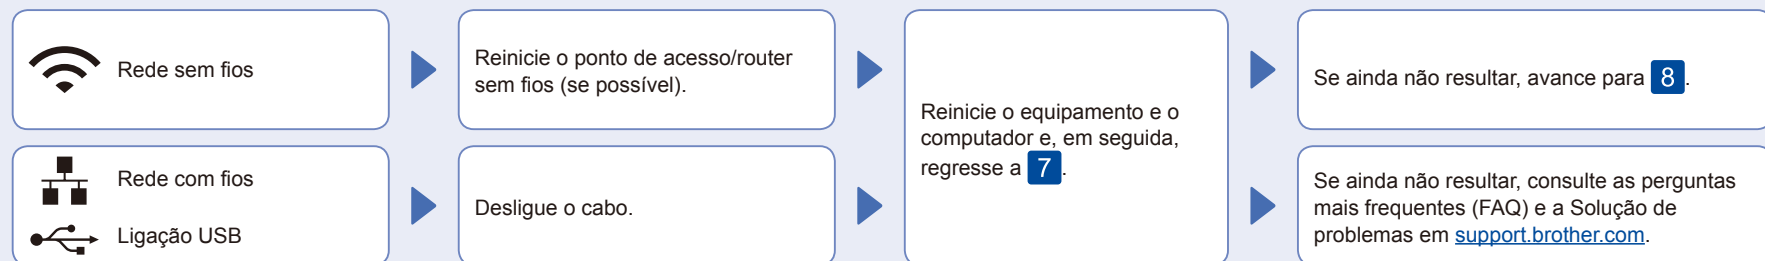 Rede sem fios
Reinicie o ponto de acesso/router
sem fios (se possível).
Rede com fios
Ligação USB
Desligue o cabo.
Reinicie o equipamento e o
computador e, em seguida,
regresse a 7.
Se ainda não resultar, avance para 8.
Se ainda não resultar, consulte as perguntas
mais frequentes (FAQ) e a Solução de
problemas em support.brother.com.